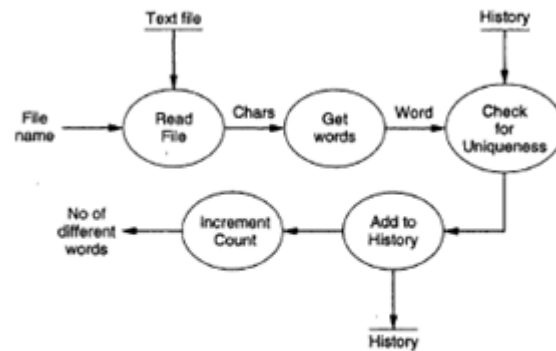 Text file
History
File
name
Read
File
Chars
Get
words
Word
Check
for
Uniqueness
No of
different
words
Increment
Count
Add to
History
History